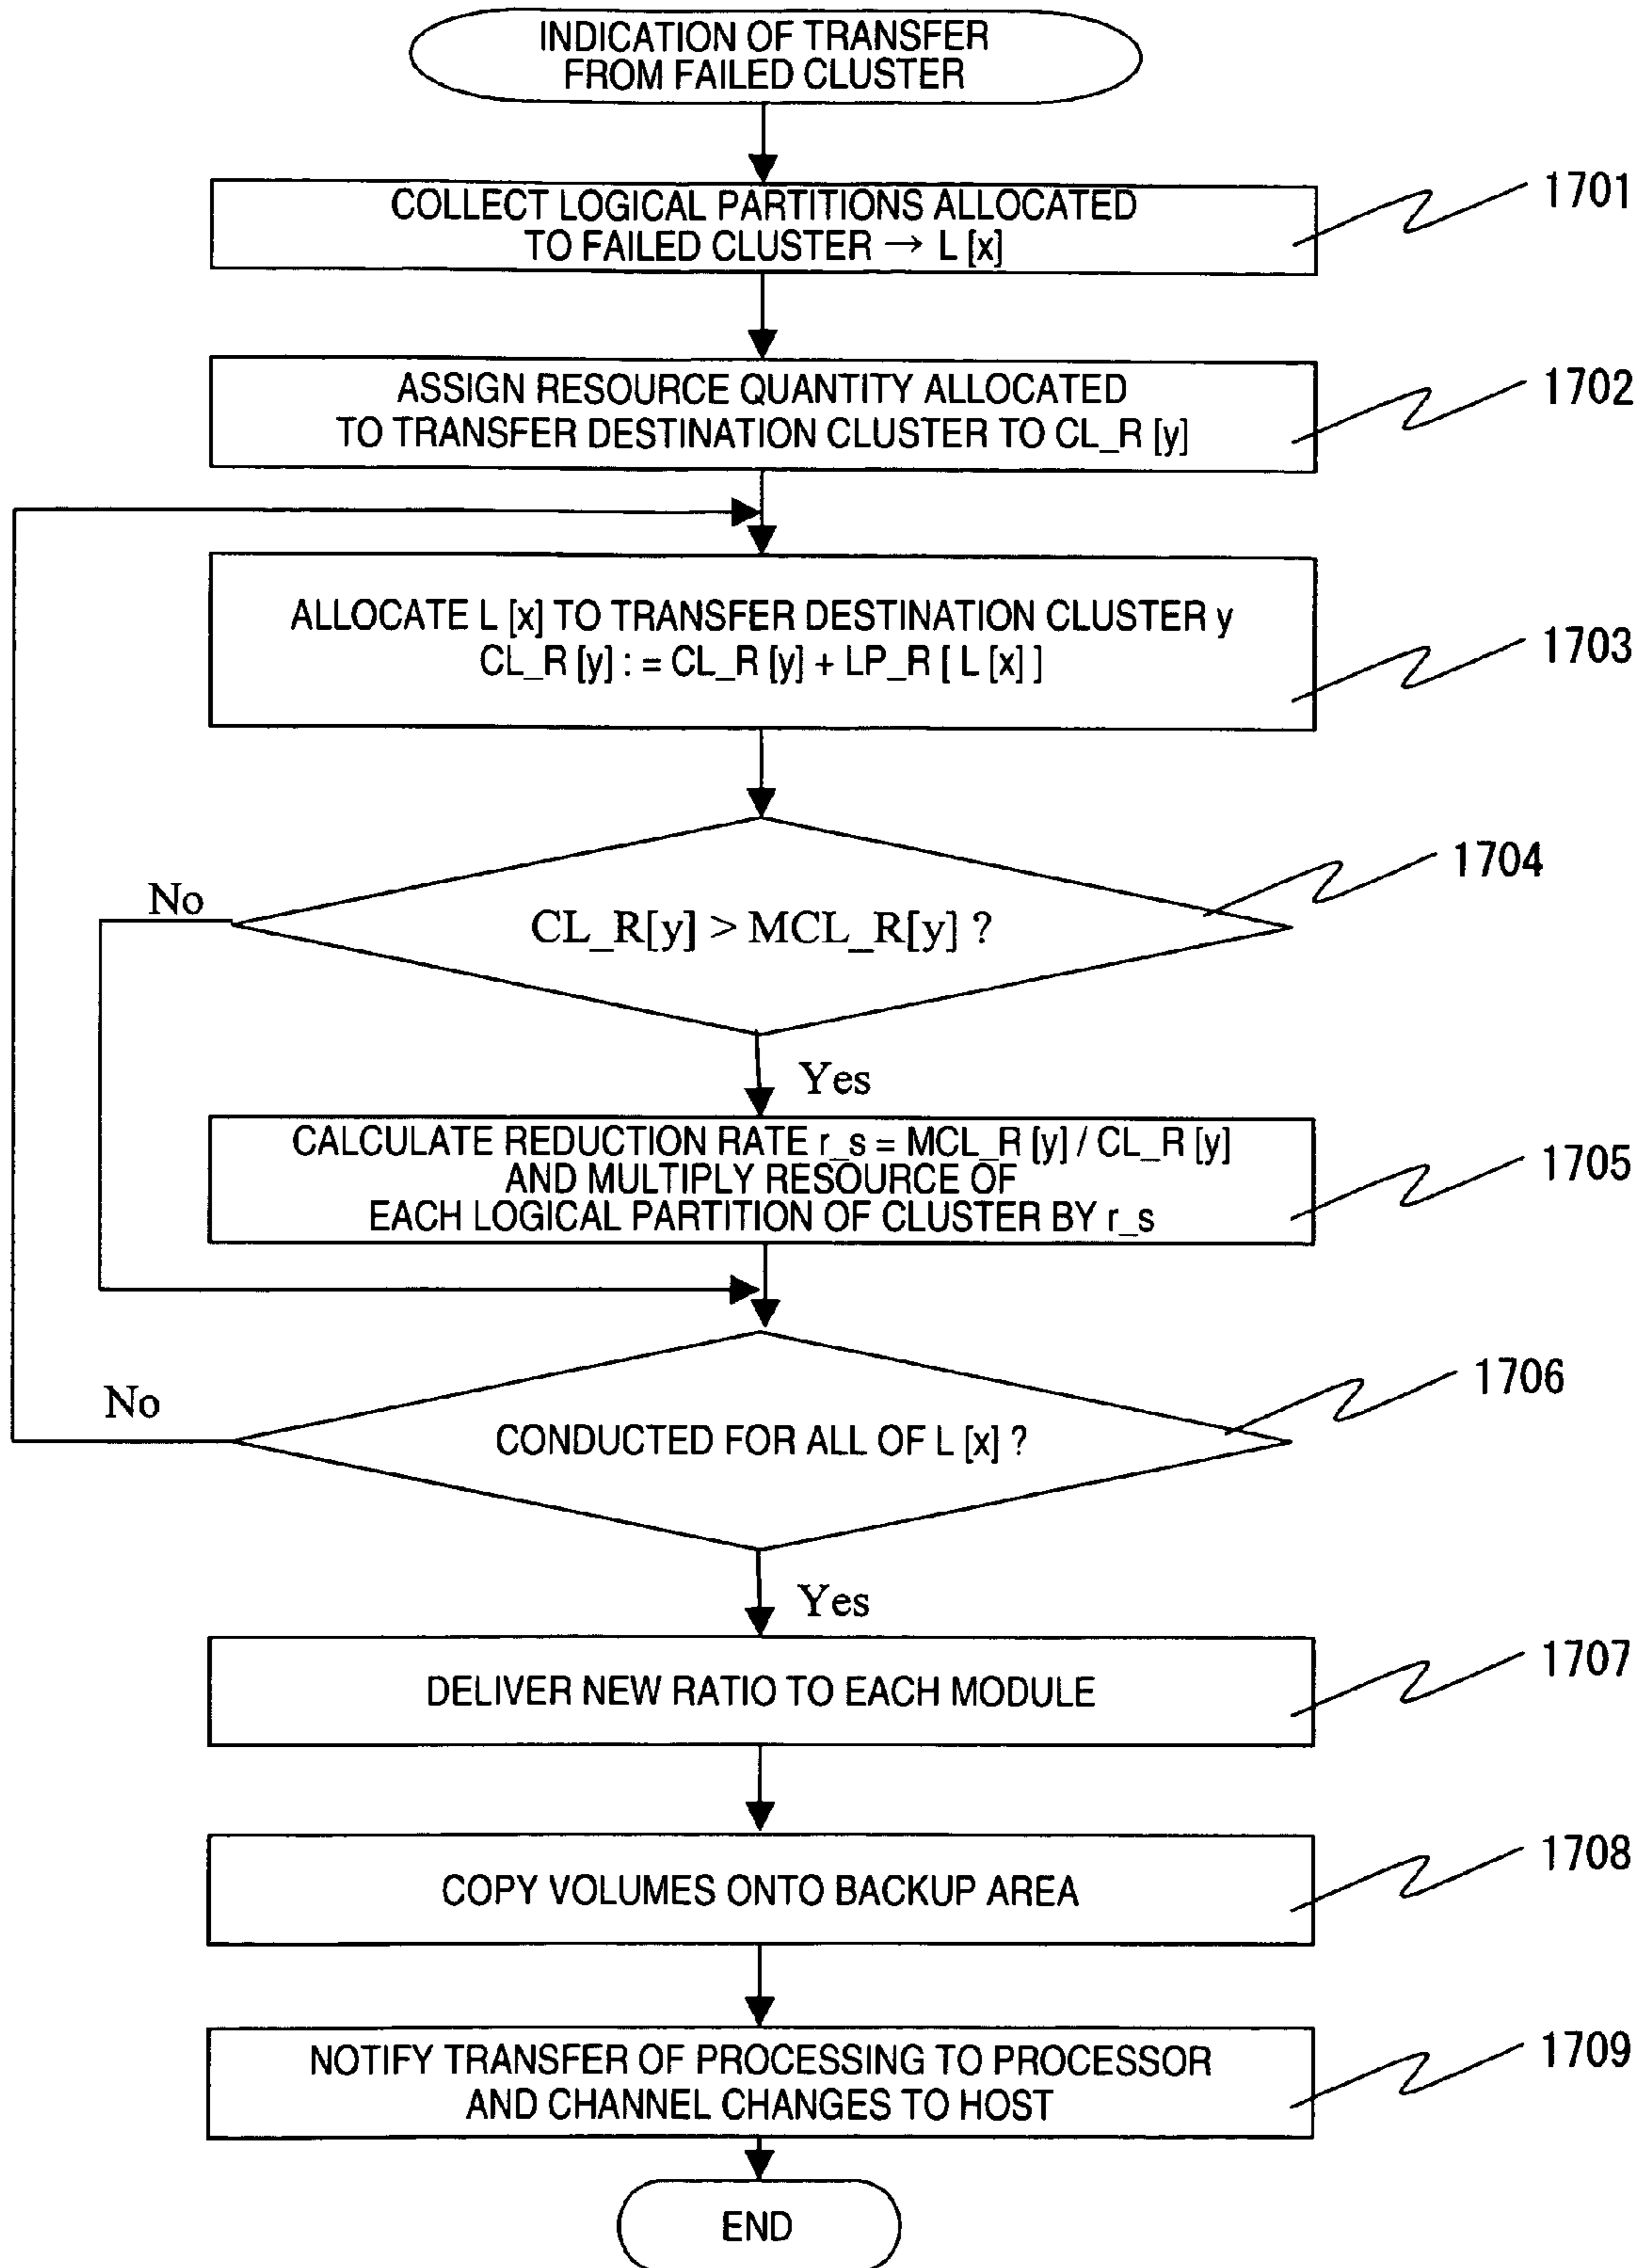 INDICATION OF TRANSFER
FROM FAILED CLUSTER
COLLECT LOGICAL PARTITIONS ALLOCATED
TO FAILED CLUSTER → L [x]
1701
ASSIGN RESOURCE QUANTITY ALLOCATED
TO TRANSFER DESTINATION CLUSTER TO CL_R [y]
1702
ALLOCATE L [x] TO TRANSFER DESTINATION CLUSTER y
CL_R [y] : = CL_R [y] + LP_R [ L [x] ]
1703
CL_R[y] > MCL_R[y] ?
1704
No
Yes
CALCULATE REDUCTION RATE r_s = MCL_R [y] / CL_R [y]
AND MULTIPLY RESOURCE OF
EACH LOGICAL PARTITION OF CLUSTER BY r_s
1705
CONDUCTED FOR ALL OF L [x] ?
1706
No
Yes
DELIVER NEW RATIO TO EACH MODULE
1707
COPY VOLUMES ONTO BACKUP AREA
1708
NOTIFY TRANSFER OF PROCESSING TO PROCESSOR
AND CHANNEL CHANGES TO HOST
1709
END